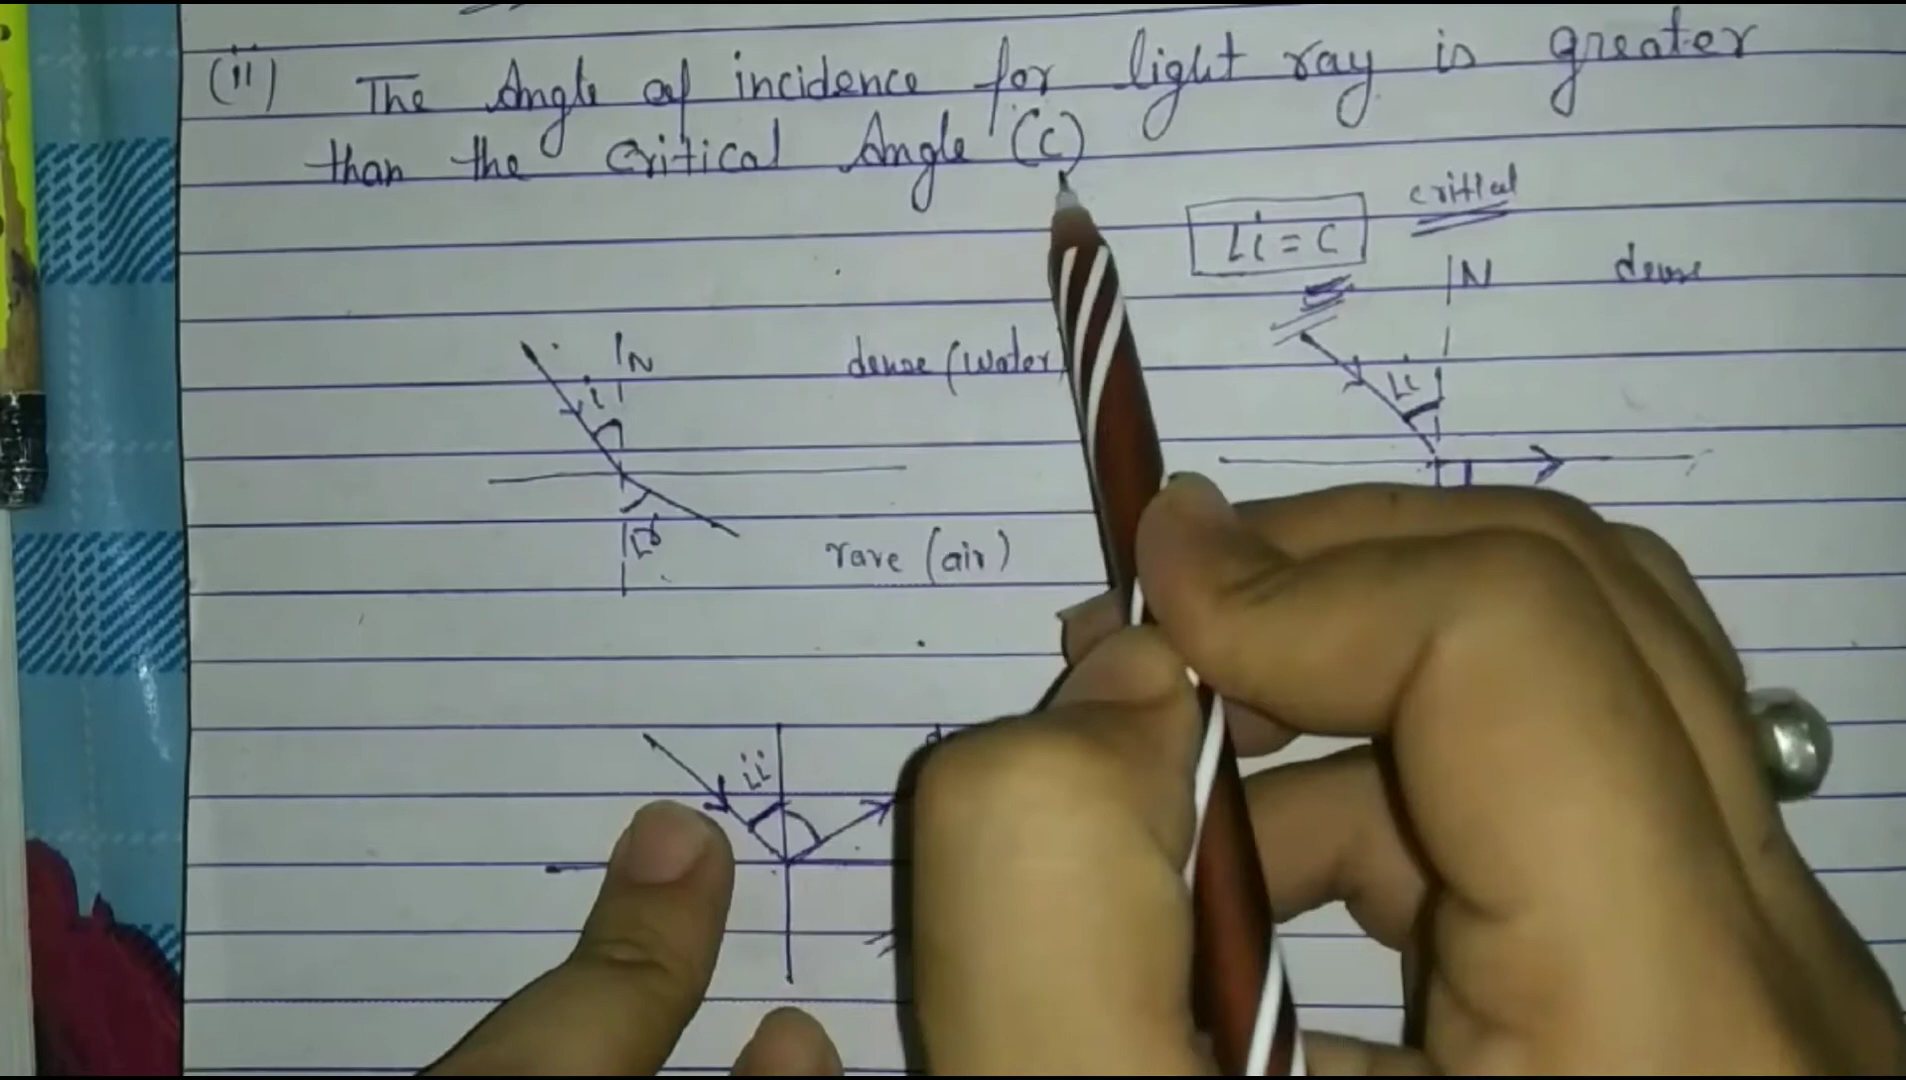 (ii) The Angle of incidence for light ray is greater
than the critical Angle (C)
∠i = C
critical
N
dense
N
dense (water
i
∠i
∠r
rare (air)
∠i